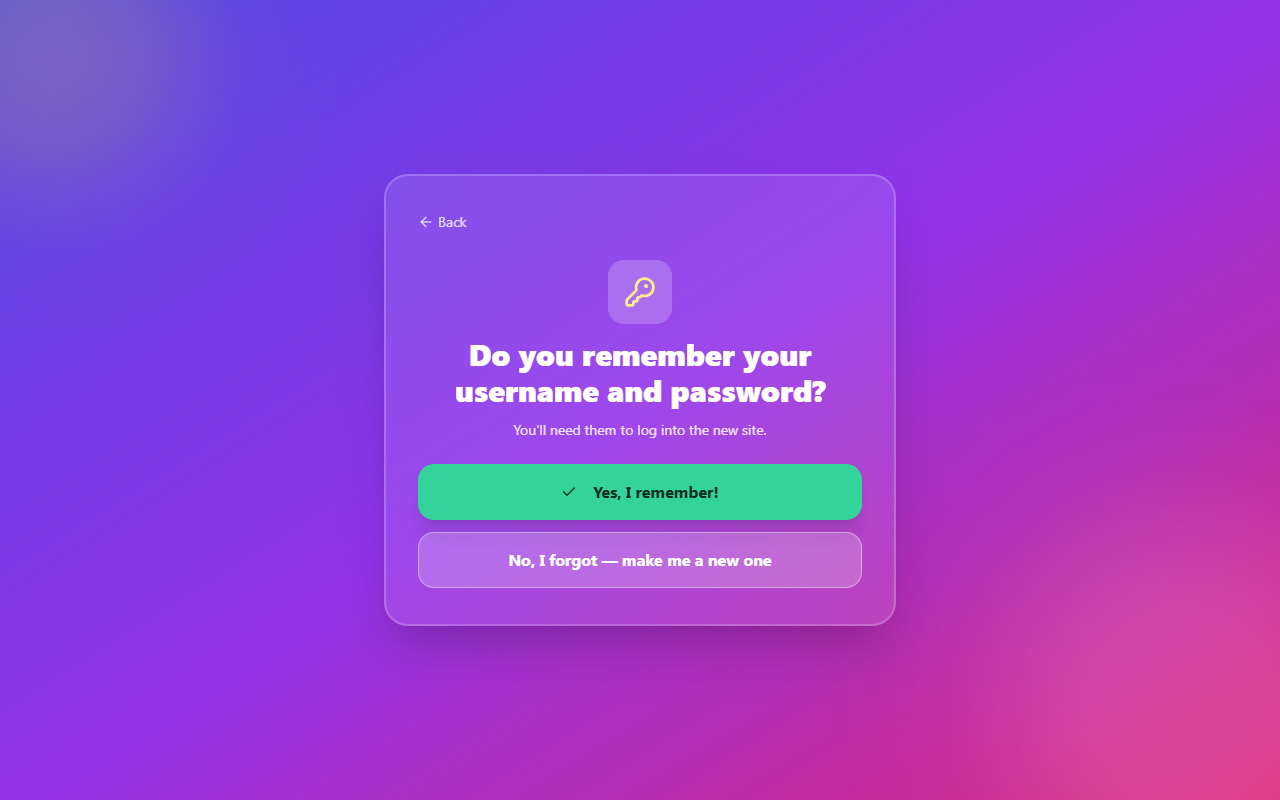 Back
Do you remember your
username and password?
You'll need them to log into the new site.
Yes, I remember!
No, I forgot — make me a new one